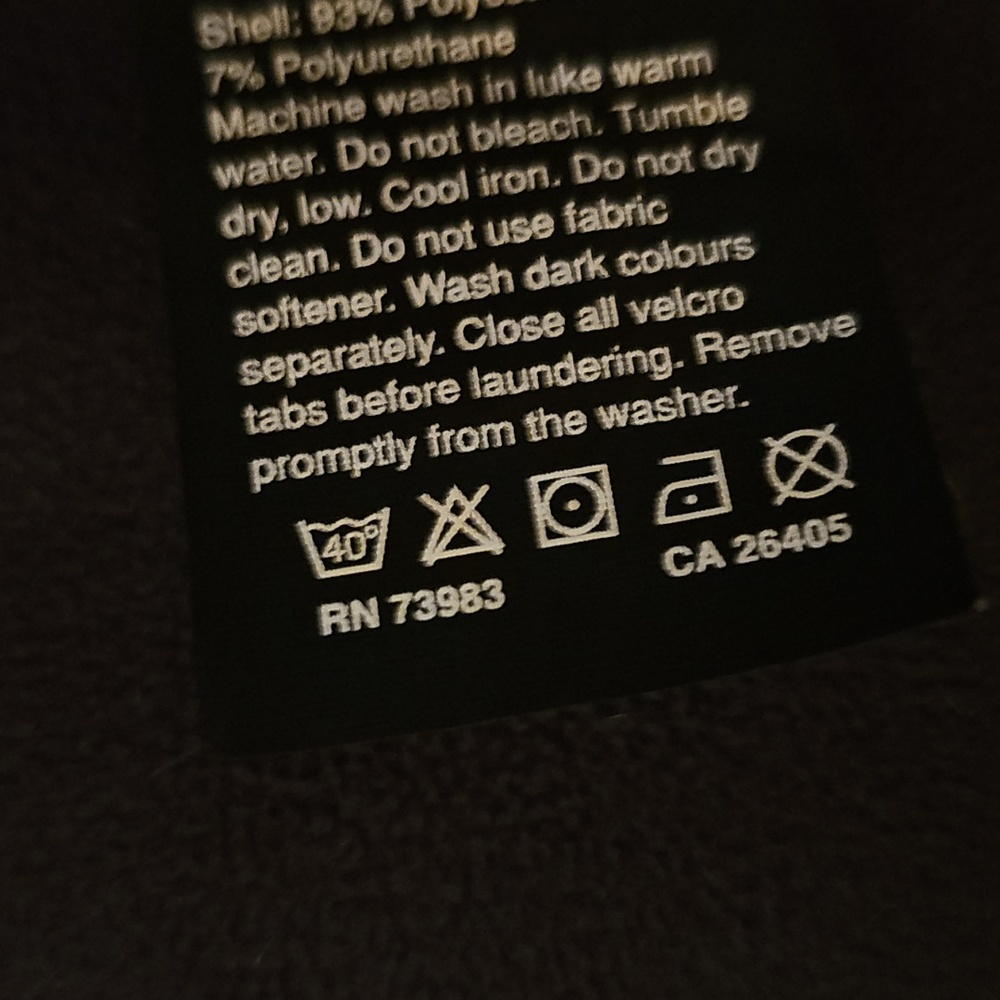 Shell: 93%
7% Polyurethane
Machine wash in luke warm
water. Do not bleach. Tumble
dry, low. Cool iron. Do not dry
clean. Do not use fabric
softener. Wash dark colours
separately. Close all velcro
tabs before laundering. Remove
promptly from the washer.
40°
RN 73983 CA 26405